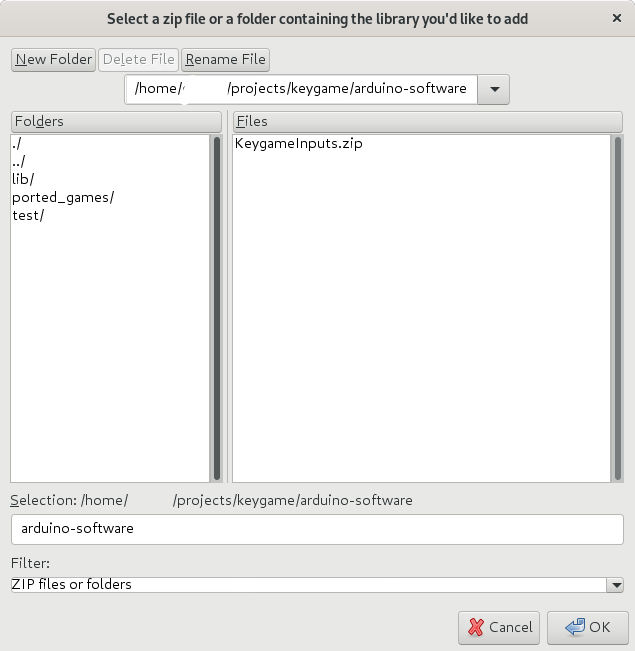 Select a zip file or a folder containing the library you'd like to add ×
New Folder Delete File Rename File
/home/ /projects/keygame/arduino-software
Folders Files
./ KeygameInputs.zip
../
lib/
ported_games/
test/
Selection: /home/ /projects/keygame/arduino-software
arduino-software
Filter:
ZIP files or folders
Cancel OK